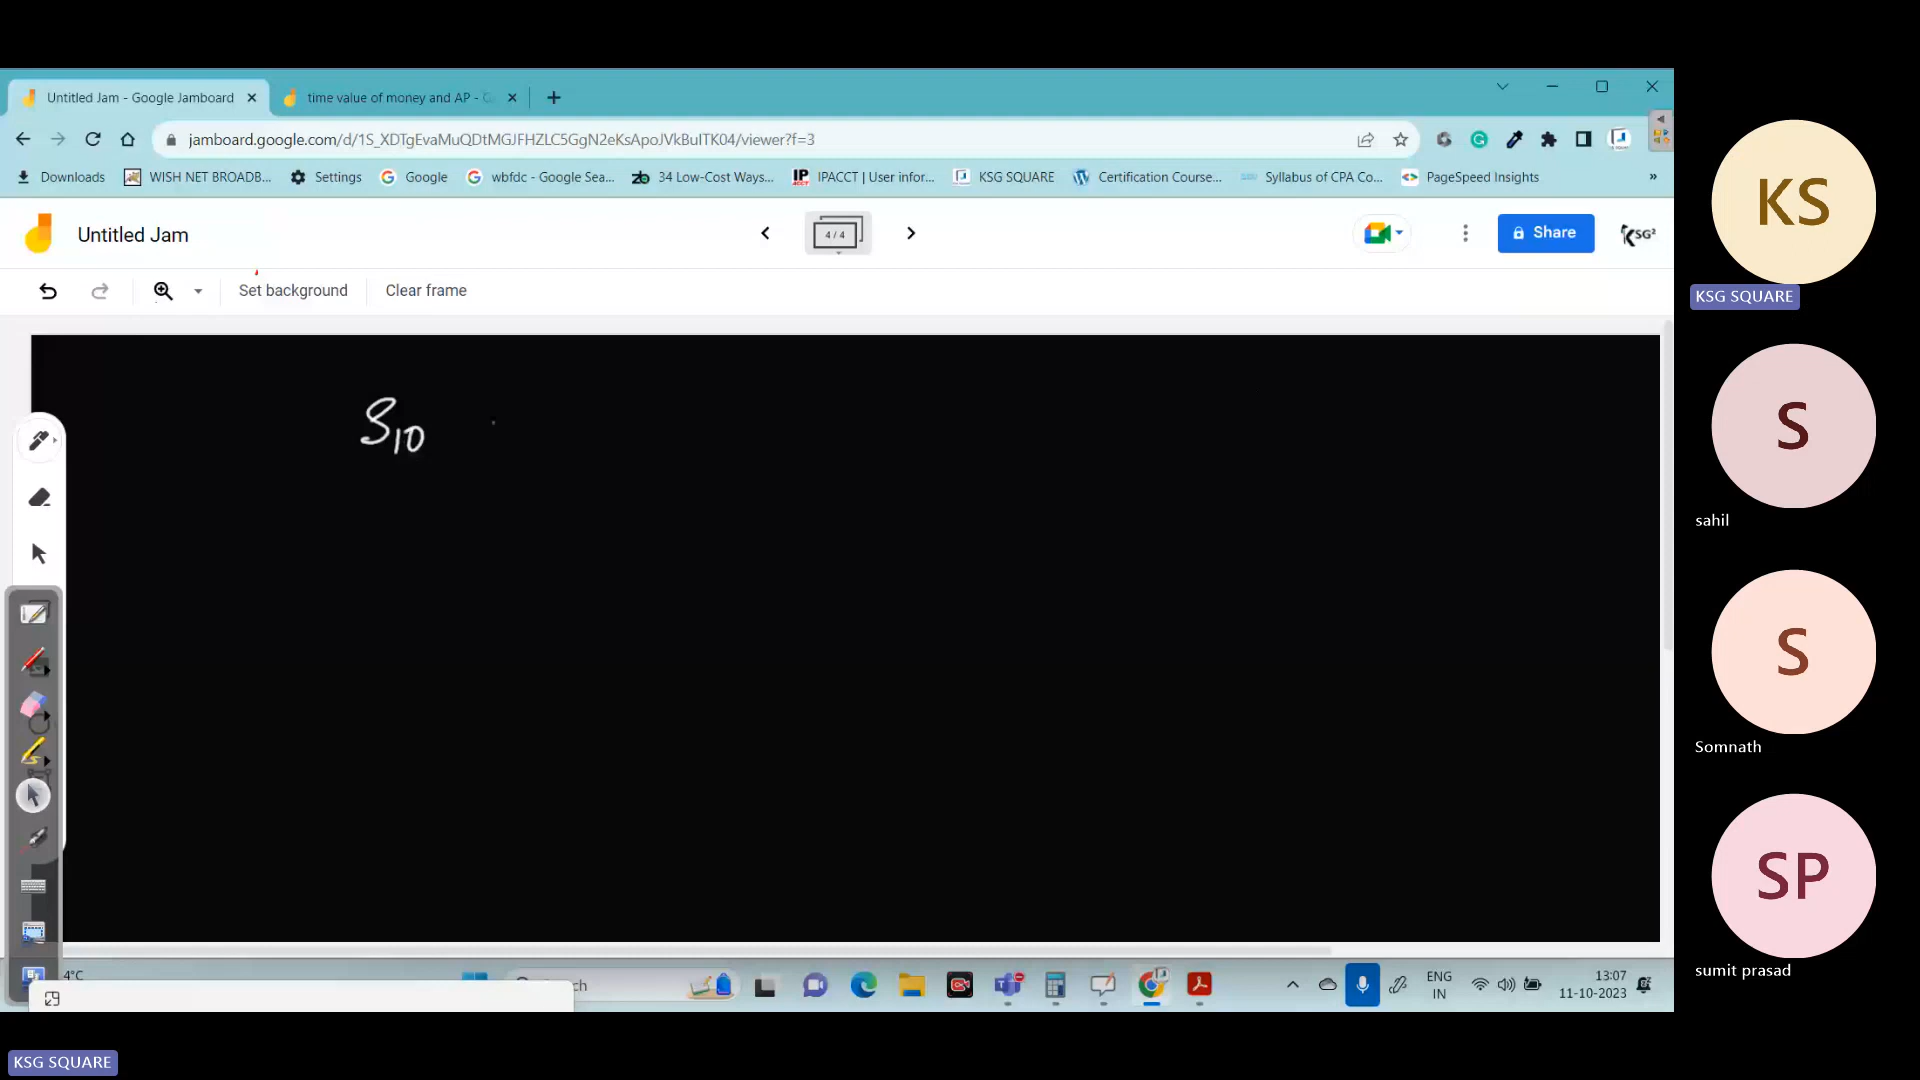 Untitled Jam - Google Jamboard
time value of money and AP - G
jamboard.google.com/d/1S_XDTgEvaMuQDtMGJFHZLC5GgN2eKsApoJVkBuITK04/viewer?f=3
Downloads WISH NET BROADB... Settings Google wbfdc - Google Sea... 34 Low-Cost Ways... IPACCT | User infor... KSG SQUARE Certification Course... Syllabus of CPA Co... PageSpeed Insights »
Untitled Jam
4 / 4
Share
KSG²
Set background Clear frame
S10
KS
KSG SQUARE
S
sahil
S
Somnath
SP
sumit prasad
4°C
ch
ENG
IN
13:07
11-10-2023
KSG SQUARE